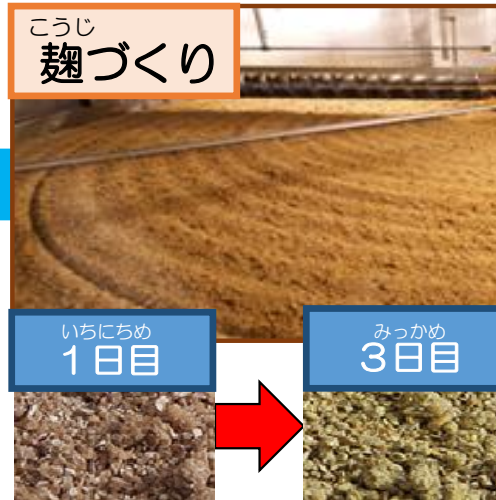 こうじ
麹づくり
いちにちめ
１日目
みっかめ
３日目